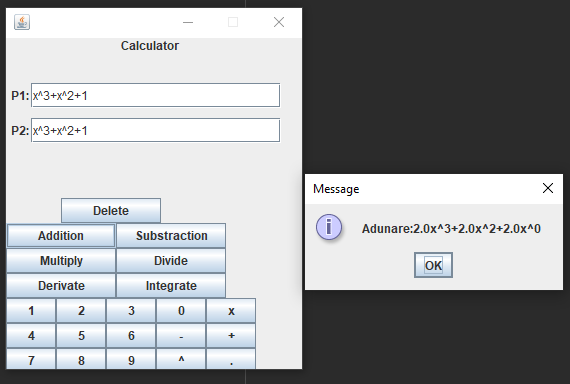 Calculator
P1: x^3+x^2+1
P2: x^3+x^2+1
Message
Adunare:2.0x^3+2.0x^2+2.0x^0
OK
Delete
Addition Substraction
Multiply Divide
Derivate Integrate
1 2 3 0 x
4 5 6 - +
7 8 9 ^ .